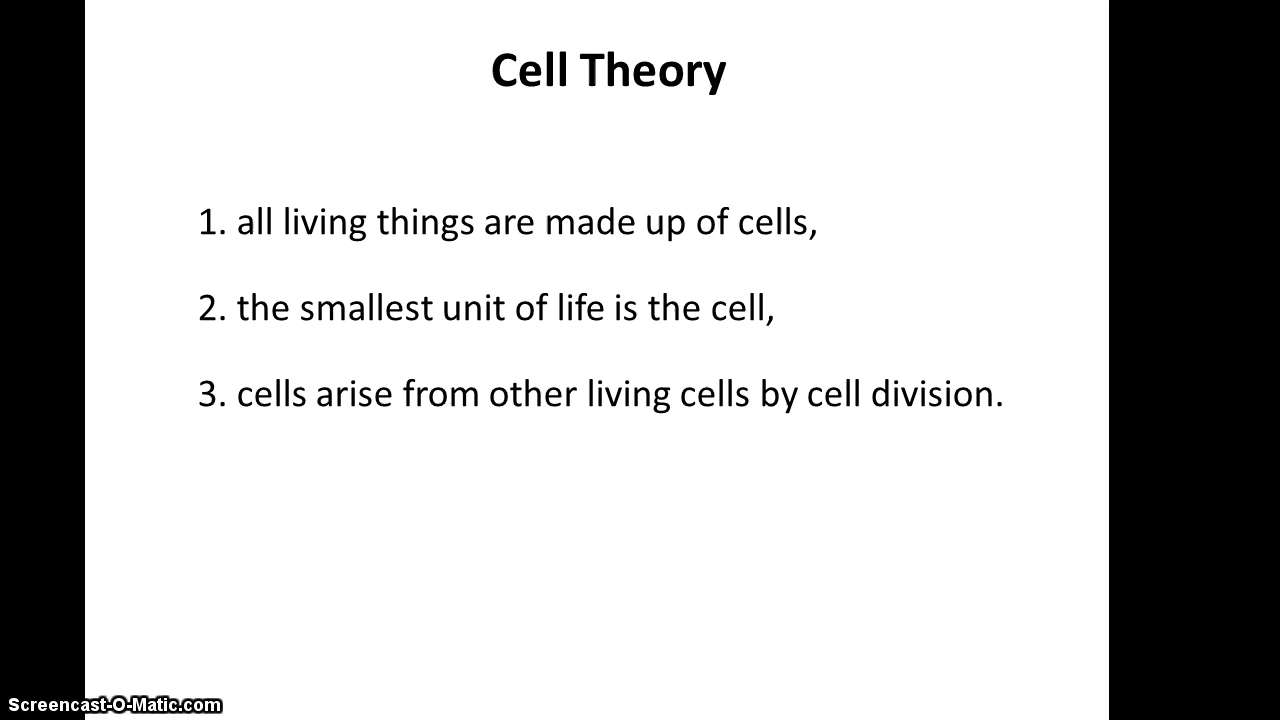 Cell Theory
1. all living things are made up of cells,
2. the smallest unit of life is the cell,
3. cells arise from other living cells by cell division.
Screencast-O-Matic.com